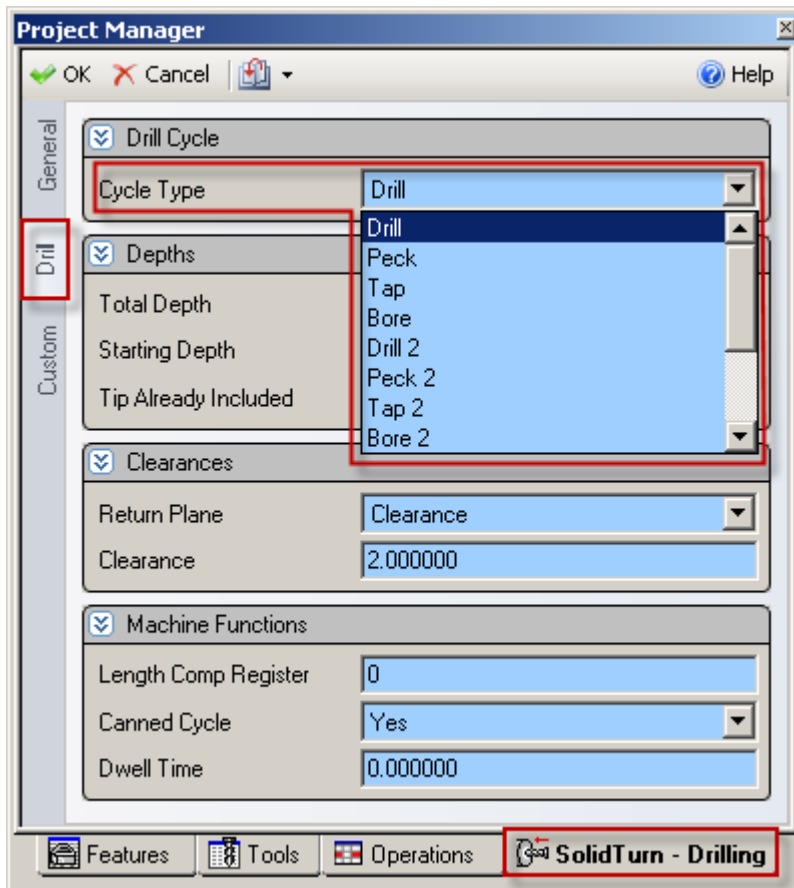 Project Manager
OK Cancel Help
General
Drill
Custom
Drill Cycle
Cycle Type Drill
Drill
Peck
Tap
Bore
Drill 2
Peck 2
Tap 2
Bore 2
Depths
Total Depth
Starting Depth
Tip Already Included
Clearances
Return Plane Clearance
Clearance 2.000000
Machine Functions
Length Comp Register 0
Canned Cycle Yes
Dwell Time 0.000000
Features Tools Operations SolidTurn - Drilling